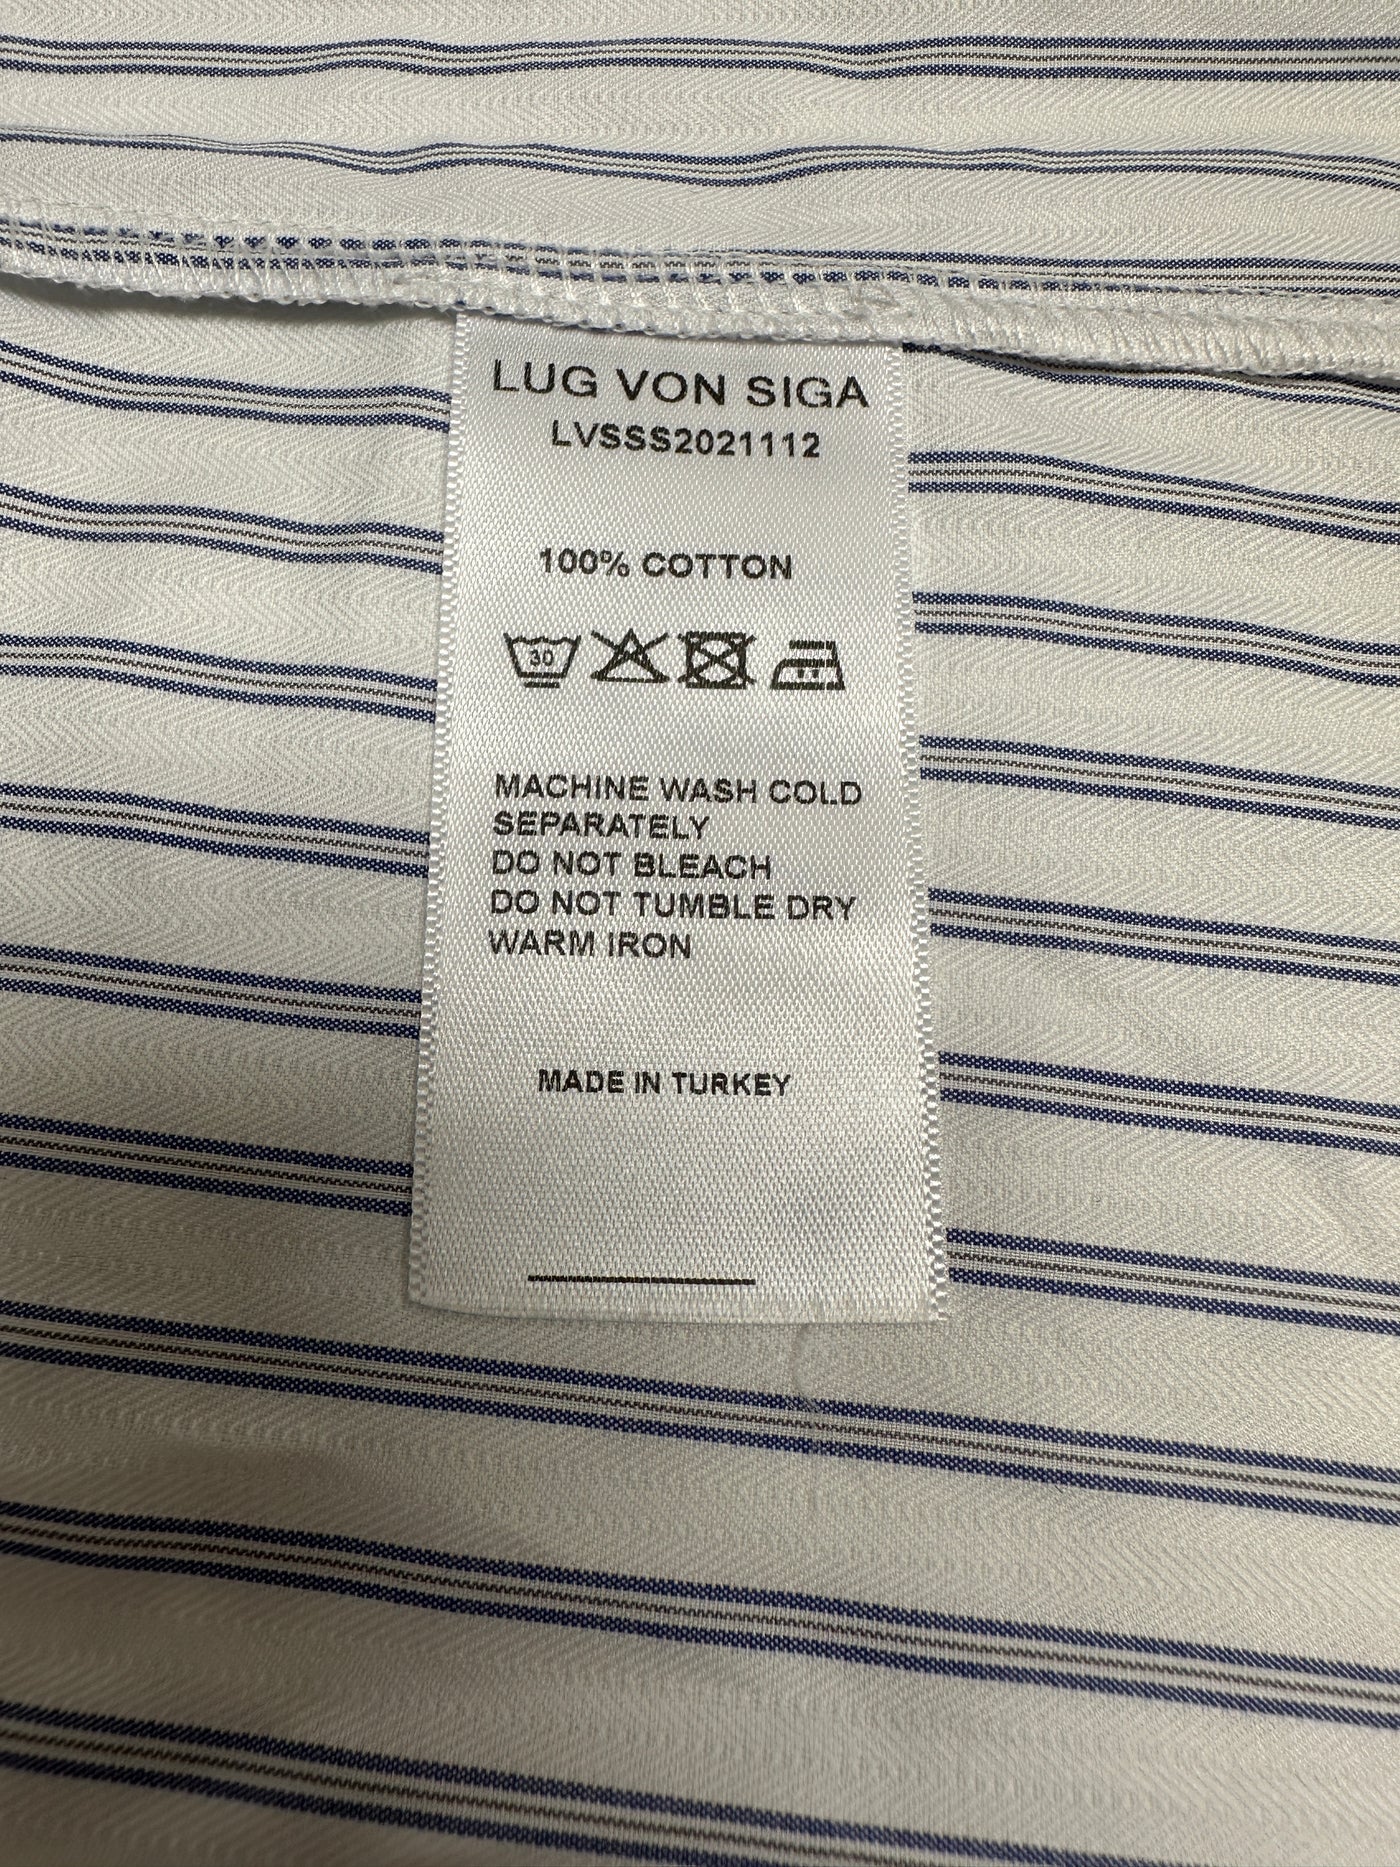 LUG VON SIGA
LVSSS2021112
100% COTTON
30
MACHINE WASH COLD
SEPARATELY
DO NOT BLEACH
DO NOT TUMBLE DRY
WARM IRON
MADE IN TURKEY